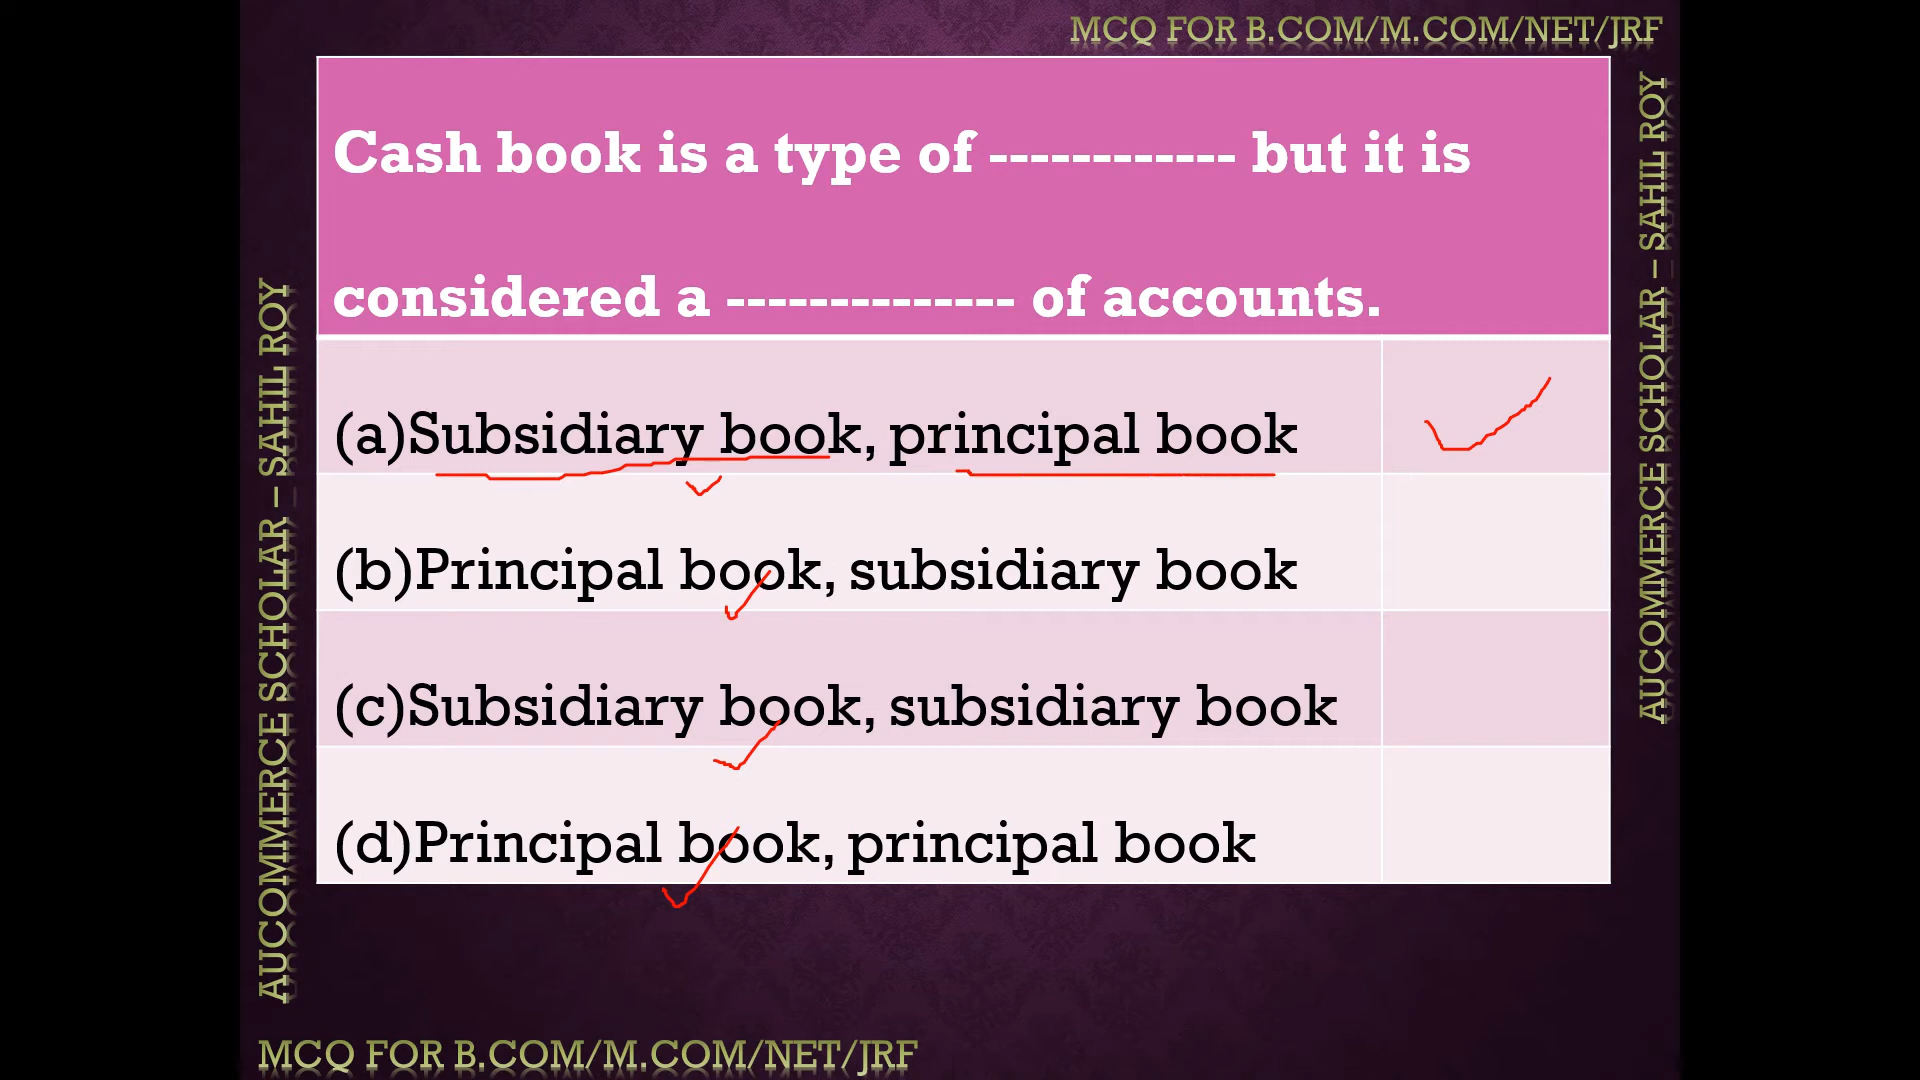 MCQ FOR B.COM/M.COM/NET/JRF
Cash book is a type of ------------ but it is
considered a -------------- of accounts.
(a)Subsidiary book, principal book
(b)Principal book, subsidiary book
(c)Subsidiary book, subsidiary book
(d)Principal book, principal book
AUCOMMERCE SCHOLAR – SAHIL ROY
AUCOMMERCE SCHOLAR – SAHIL ROY
MCQ FOR B.COM/M.COM/NET/JRF